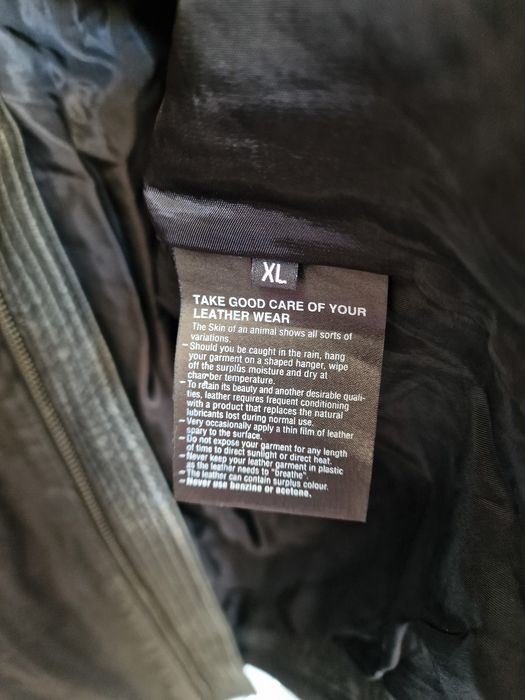 XL
TAKE GOOD CARE OF YOUR
LEATHER WEAR
The Skin of an animal shows all sorts of
variations.
-Should you be caught in the rain, hang
your garment on a shaped hanger, wipe
off the surplus moisture and dry at
chamber temperature.
-To retain its beauty and another desirable quali-
ties, leather requires frequent conditioning
with a product that replaces the natural
lubricants lost during normal use.
-Very occasionally apply a thin film of leather
spary to the surface.
-Do not expose your garment for any length
of time to direct sunlight or direct heat.
-Never keep your leather garment in plastic
as the leather needs to "breathe".
-The leather can contain surplus colour.
-Never use benzine or acetone.